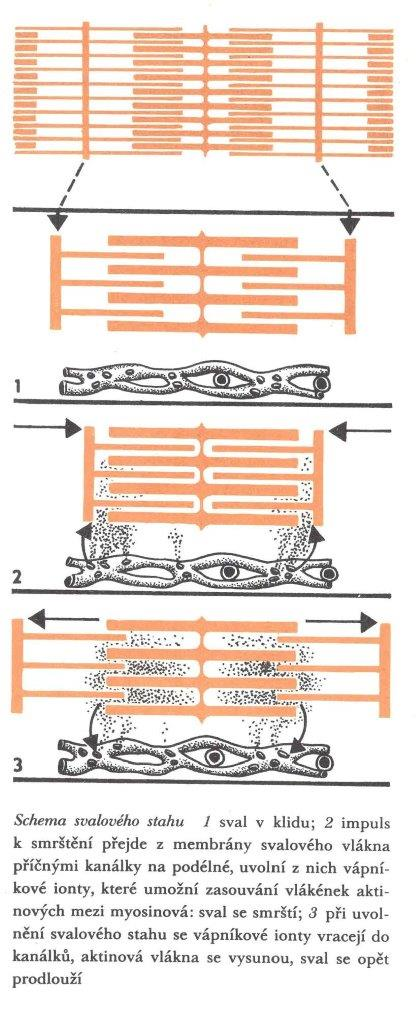 1
2
3
Schema svalového stahu 1 sval v klidu; 2 impuls
k smrštění přejde z membrány svalového vlákna
příčnými kanálky na podélné, uvolní z nich vápní-
kové ionty, které umožní zasouvání vlákének akti-
nových mezi myosinová: sval se smrští; 3 při uvol-
nění svalového stahu se vápníkové ionty vracejí do
kanálků, aktinová vlákna se vysunou, sval se opět
prodlouží